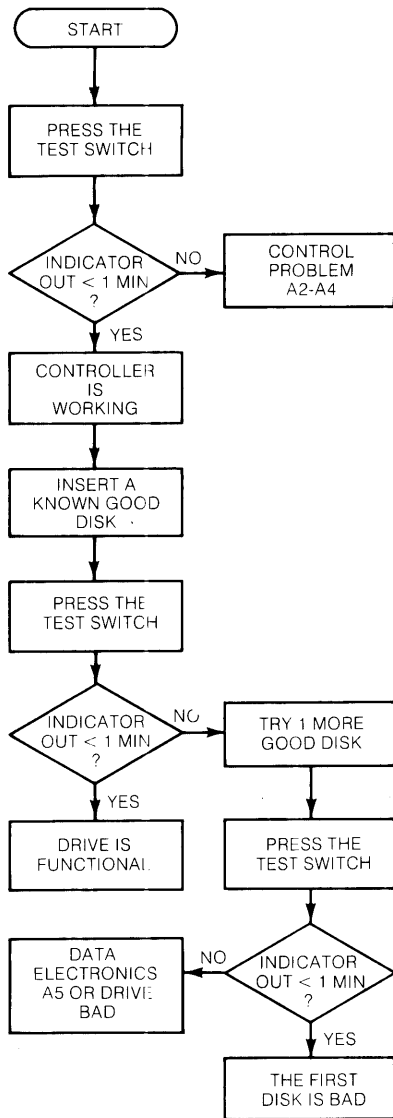 START
PRESS THE
TEST SWITCH
INDICATOR
OUT < 1 MIN
?
NO
CONTROL
PROBLEM
A2-A4
YES
CONTROLLER
IS
WORKING
INSERT A
KNOWN GOOD
DISK
PRESS THE
TEST SWITCH
INDICATOR
OUT < 1 MIN
?
NO
TRY 1 MORE
GOOD DISK
YES
DRIVE IS
FUNCTIONAL
PRESS THE
TEST SWITCH
INDICATOR
OUT < 1 MIN
?
NO
DATA
ELECTRONICS
A5 OR DRIVE
BAD
YES
THE FIRST
DISK IS BAD